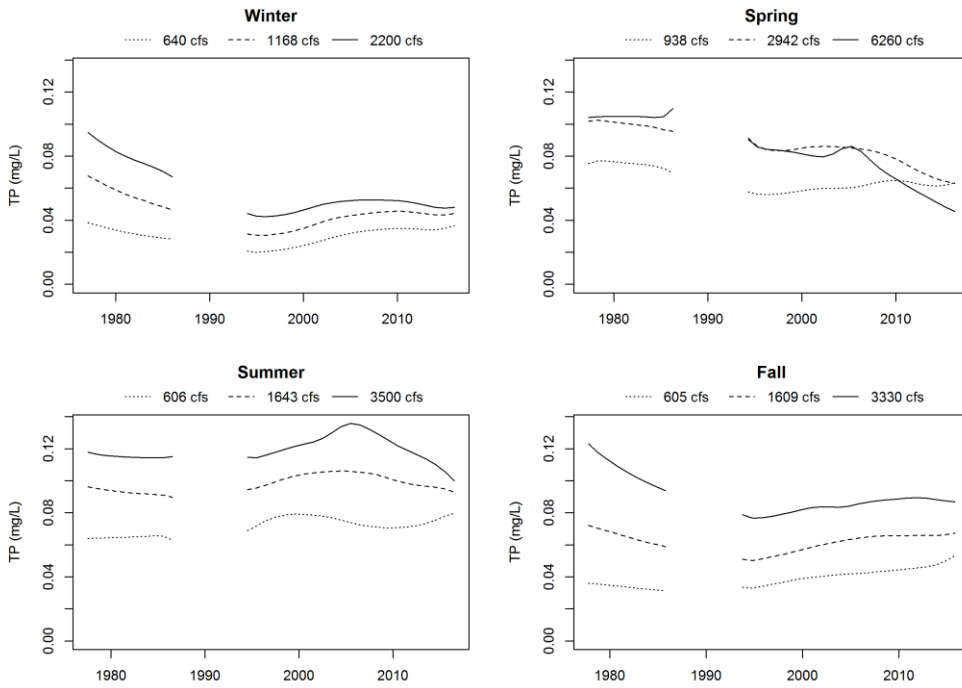 Winter
640 cfs 1168 cfs 2200 cfs
TP (mg/L)
0.12
0.08
0.04
0.00
1980 1990 2000 2010
Spring
938 cfs 2942 cfs 6260 cfs
TP (mg/L)
0.12
0.08
0.04
0.00
1980 1990 2000 2010
Summer
606 cfs 1643 cfs 3500 cfs
TP (mg/L)
0.12
0.08
0.04
0.00
1980 1990 2000 2010
Fall
605 cfs 1609 cfs 3330 cfs
TP (mg/L)
0.12
0.08
0.04
0.00
1980 1990 2000 2010